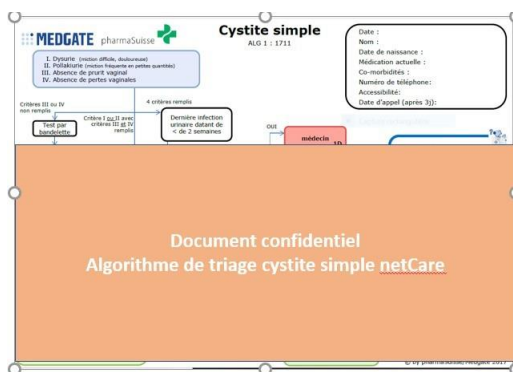 MEDGATE pharmaSuisse
Cystite simple
ALG 1 : 1711
Date :
Nom :
Date de naissance :
Médication actuelle :
Co-morbidités :
Numéro de téléphone:
Accessibilité:
Date d'appel (après 3j):
I. Dysurie (miction difficile, douloureuse)
II. Pollakiurie (miction fréquente en petites quantités)
III. Absence de prurit vaginal
IV. Absence de pertes vaginales
Critères III ou IV
non remplis
Critère I ou II avec
critères III et IV
remplis
4 critères remplis
Test par
bandelette
Dernière infection
urinaire datant de
< de 2 semaines
OUI
médecin
Document confidentiel
Algorithme de triage cystite simple netCare
© by pharmaSuisse/Medgate 2017